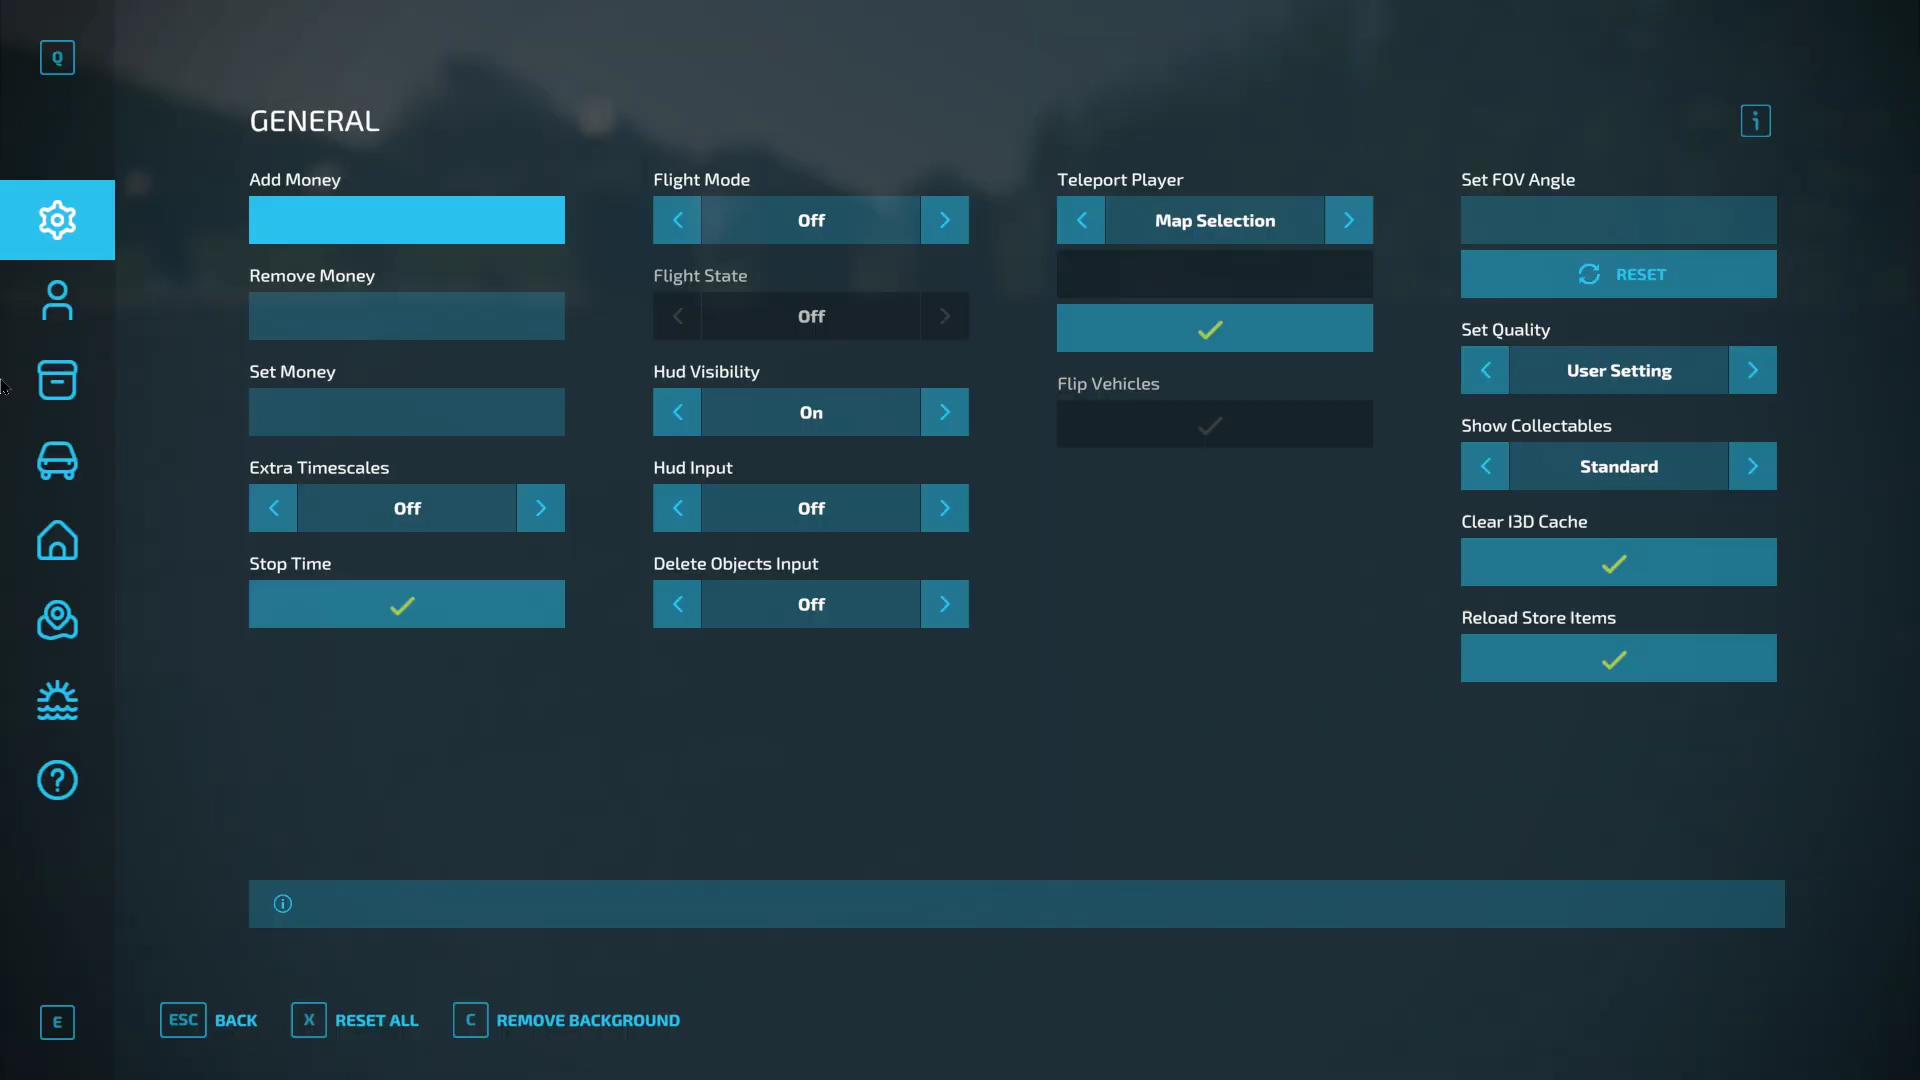 Q
GENERAL
Add Money
Remove Money
Set Money
Extra Timescales
Off
Stop Time
Flight Mode
Off
Flight State
Off
Hud Visibility
On
Hud Input
Off
Delete Objects Input
Off
Teleport Player
Map Selection
Flip Vehicles
Set FOV Angle
RESET
Set Quality
User Setting
Show Collectables
Standard
Clear I3D Cache
Reload Store Items
E
ESC BACK X RESET ALL C REMOVE BACKGROUND